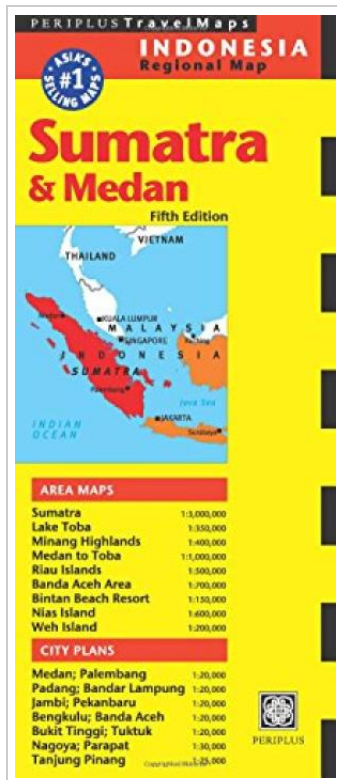 PERIPLUS TravelMaps
INDONESIA
Regional Map
ASIA'S
#1
SELLING MAPS
Sumatra
& Medan
Fifth Edition
VIETNAM
THAILAND
Medan
KUALA LUMPUR
MALAYSIA
SINGAPORE
Kuching
INDONESIA
SUMATRA
Palembang
Java Sea
JAKARTA
Surabaya
INDIAN
OCEAN
AREA MAPS
Sumatra 1:3,000,000
Lake Toba 1:350,000
Minang Highlands 1:400,000
Medan to Toba 1:1,000,000
Riau Islands 1:500,000
Banda Aceh Area 1:700,000
Bintan Beach Resort 1:150,000
Nias Island 1:600,000
Weh Island 1:200,000
CITY PLANS
Medan; Palembang 1:20,000
Padang; Bandar Lampung 1:20,000
Jambi; Pekanbaru 1:20,000
Bengkulu; Banda Aceh 1:20,000
Bukit Tinggi; Tuktuk 1:20,000
Nagoya; Parapat 1:30,000
Tanjung Pinang 1:25,000
PERIPLUS